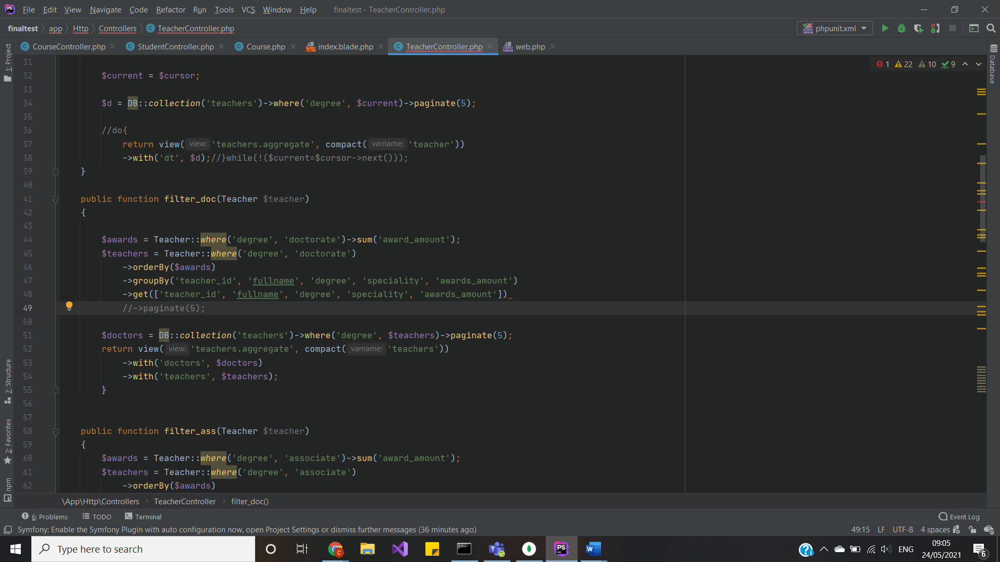 File Edit View Navigate Code Refactor Run Tools VCS Window Help finaltest - TeacherController.php
finaltest app Http Controllers TeacherController.php phpunit.xml
CourseController.php StudentController.php Course.php index.blade.php TeacherController.php web.php
1: Project
Database
1 22 10 9
31
32 $current = $cursor;
33
34 $d = DB::collection('teachers')->where('degree', $current)->paginate(5);
35
36 //do{
37 return view( view: 'teachers.aggregate', compact( varname: 'teacher'))
38 ->with('dt', $d);//}while(!($current=$cursor->next()));
39 }
40
41 public function filter_doc(Teacher $teacher)
42 {
43
44 $awards = Teacher::where('degree', 'doctorate')->sum('award_amount');
45 $teachers = Teacher::where('degree', 'doctorate')
46 ->orderBy($awards)
47 ->groupBy('teacher_id', 'fullname', 'degree', 'speciality', 'awards_amount')
48 ->get(['teacher_id', 'fullname', 'degree', 'speciality', 'awards_amount'])
49 //->paginate(5);
50
51 $doctors = DB::collection('teachers')->where('degree', $teachers)->paginate(5);
52 return view( view: 'teachers.aggregate', compact( varname: 'teachers'))
53 ->with('doctors', $doctors)
54 ->with('teachers', $teachers);
55 }
56
57
58 public function filter_ass(Teacher $teacher)
59 {
60 $awards = Teacher::where('degree', 'associate')->sum('award_amount');
61 $teachers = Teacher::where('degree', 'associate')
62 ->orderBy($awards)
7: Structure
2: Favorites
npm
\App\Http\Controllers TeacherController filter_doc()
6: Problems TODO Terminal Event Log
Symfony: Enable the Symfony Plugin with auto configuration now, open Project Settings or dismiss further messages (36 minutes ago) 49:15 LF UTF-8 4 spaces
Type here to search
ENG
09:05
24/05/2021
6